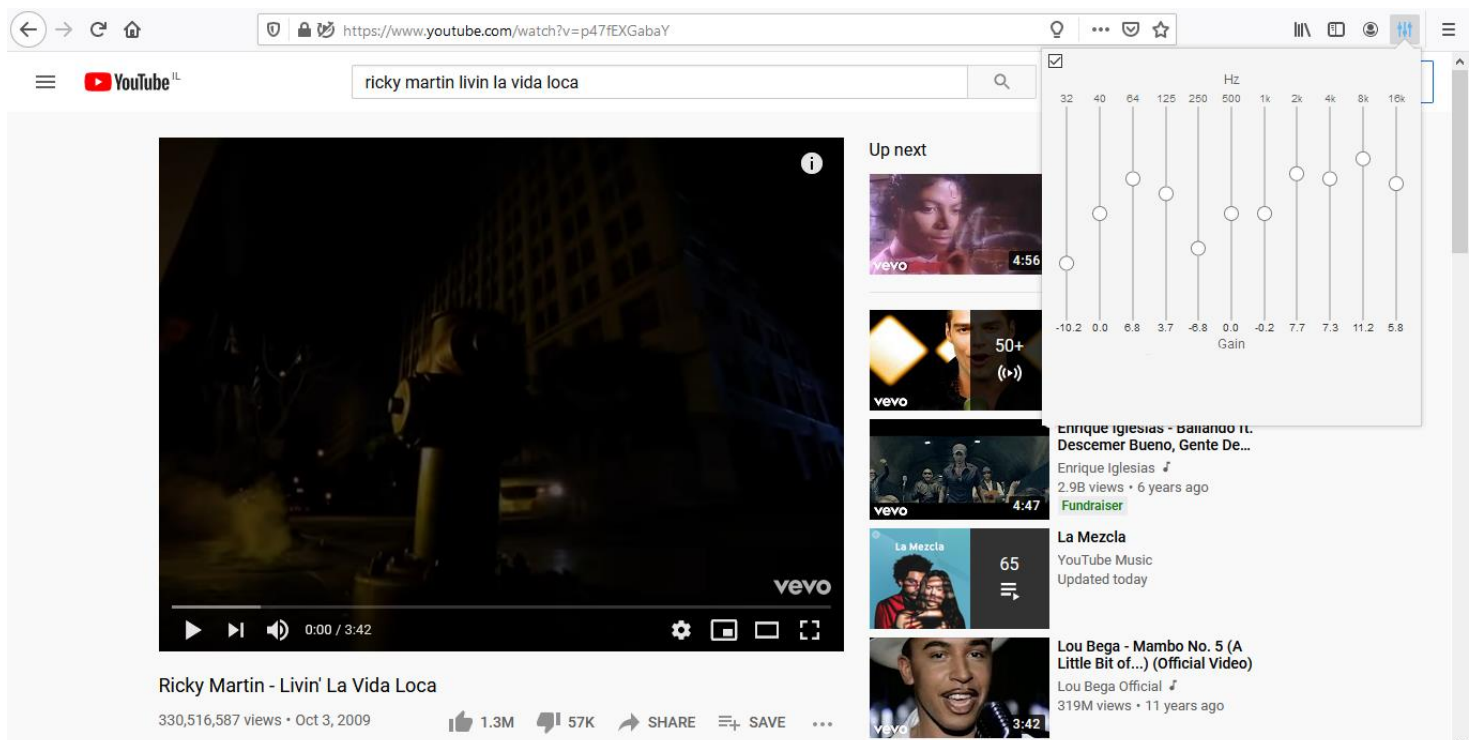 https://www.youtube.com/watch?v=p47fEXGabaY
YouTube IL
ricky martin livin la vida loca
Hz
32 40 64 125 250 500 1k 2k 4k 8k 16k
-10.2 0.0 6.8 3.7 -6.8 0.0 -0.2 7.7 7.3 11.2 5.8
Gain
vevo
0:00 / 3:42
Ricky Martin - Livin' La Vida Loca
330,516,587 views • Oct 3, 2009
1.3M 57K SHARE SAVE
Up next
vevo
4:56
50+
vevo
vevo
4:47
Enrique Iglesias - Bailando ft.
Descemer Bueno, Gente De...
Enrique Iglesias
2.9B views • 6 years ago
Fundraiser
La Mezcla
65
La Mezcla
YouTube Music
Updated today
vevo
3:42
Lou Bega - Mambo No. 5 (A
Little Bit of...) (Official Video)
Lou Bega Official
319M views • 11 years ago